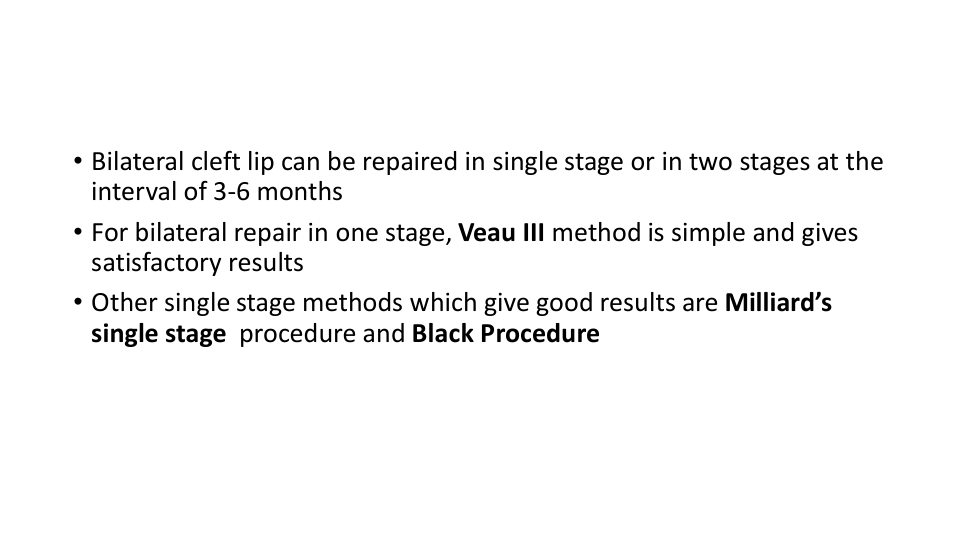 • Bilateral cleft lip can be repaired in single stage or in two stages at the
interval of 3-6 months
• For bilateral repair in one stage, Veau III method is simple and gives
satisfactory results
• Other single stage methods which give good results are Milliard’s
single stage  procedure and Black Procedure